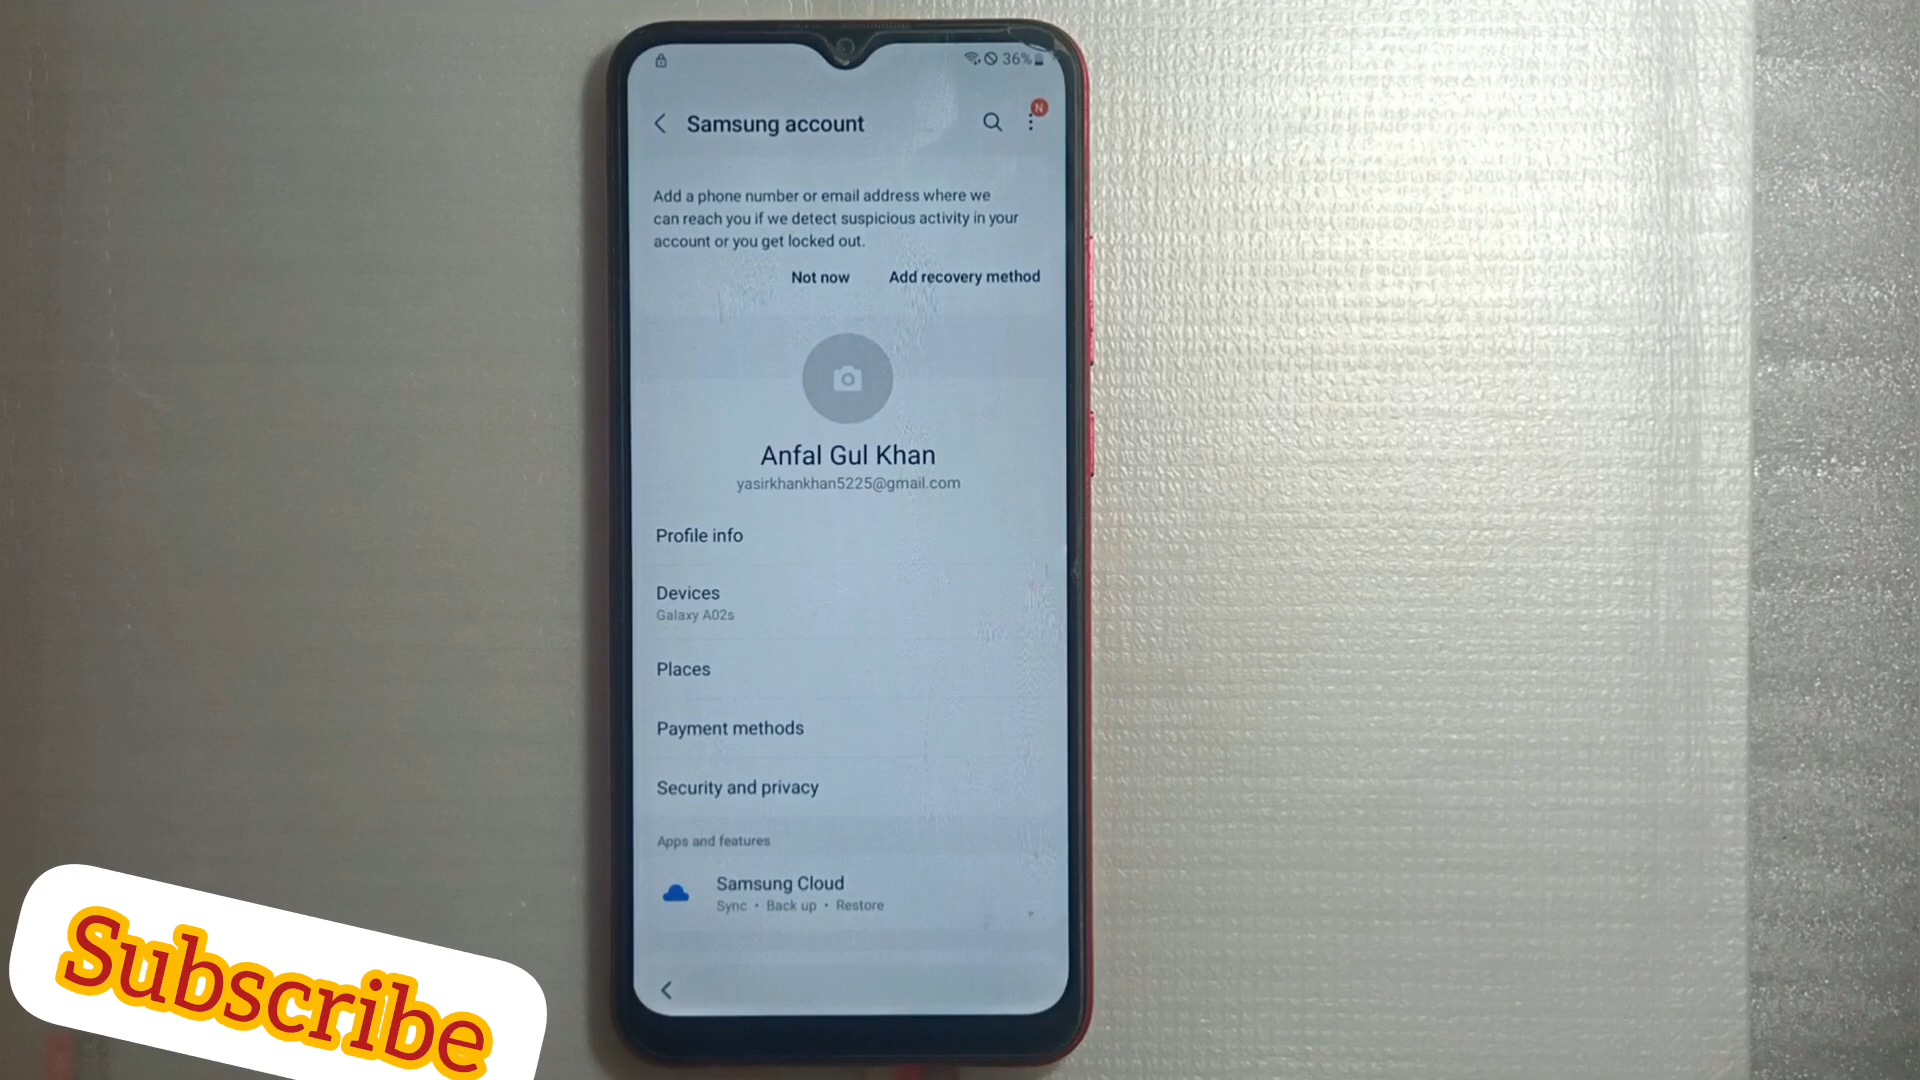 36%
N
Samsung account
Add a phone number or email address where we
can reach you if we detect suspicious activity in your
account or you get locked out.
Not now Add recovery method
Anfal Gul Khan
yasirkhankhan5225@gmail.com
Profile info
Devices
Galaxy A02s
Places
Payment methods
Security and privacy
Apps and features
Samsung Cloud
Sync • Back up • Restore
Subscribe